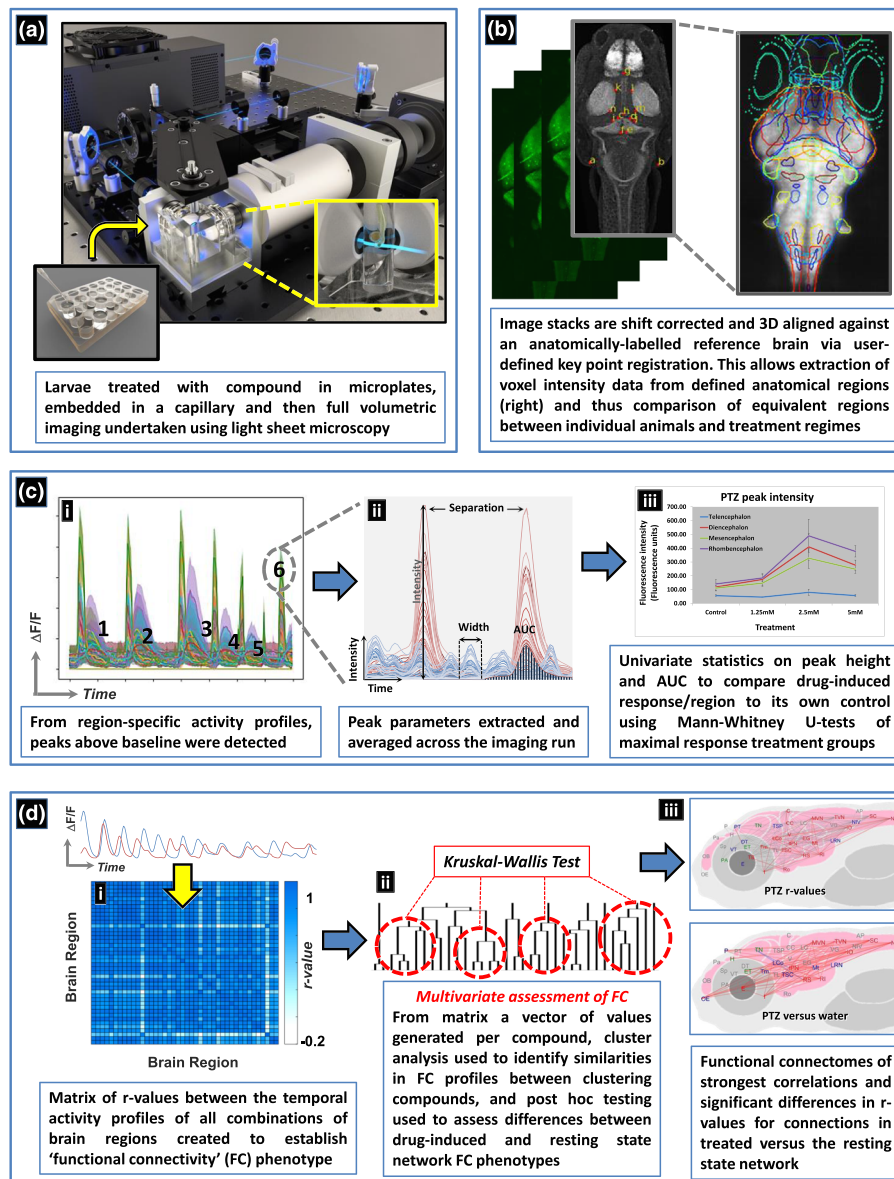 (a)
Larvae treated with compound in microplates,
embedded in a capillary and then full volumetric
imaging undertaken using light sheet microscopy
(b)
g
k
n
h
c
d
f
e
a
b
Image stacks are shift corrected and 3D aligned against
an anatomically-labelled reference brain via user-
defined key point registration. This allows extraction of
voxel intensity data from defined anatomical regions
(right) and thus comparison of equivalent regions
between individual animals and treatment regimes
(c)
i
ΔF/F
Time
1
2
3
4
5
6
From region-specific activity profiles,
peaks above baseline were detected
ii
Separation
Intensity
Width
AUC
Intensity
Time
Peak parameters extracted and
averaged across the imaging run
iii
PTZ peak intensity
Fluorescence intensity
(Fluorescence units)
700.00
600.00
500.00
400.00
300.00
200.00
100.00
0.00
Telencephalon
Diencephalon
Mesencephalon
Rhombencephalon
Control
1.25mM
2.5mM
5mM
Treatment
Univariate statistics on peak height
and AUC to compare drug-induced
response/region to its own control
using Mann-Whitney U-tests of
maximal response treatment groups
(d)
ΔF/F
Time
i
Brain Region
Brain Region
1
r-value
-0.2
Matrix of r-values between the temporal
activity profiles of all combinations of
brain regions created to establish
‘functional connectivity’ (FC) phenotype
ii
Kruskal-Wallis Test
Multivariate assessment of FC
From matrix a vector of values
generated per compound, cluster
analysis used to identify similarities
in FC profiles between clustering
compounds, and post hoc testing
used to assess differences between
drug-induced and resting state
network FC phenotypes
iii
PTZ r-values
PTZ versus water
Functional connectomes of
strongest correlations and
significant differences in r-
values for connections in
treated versus the resting
state network